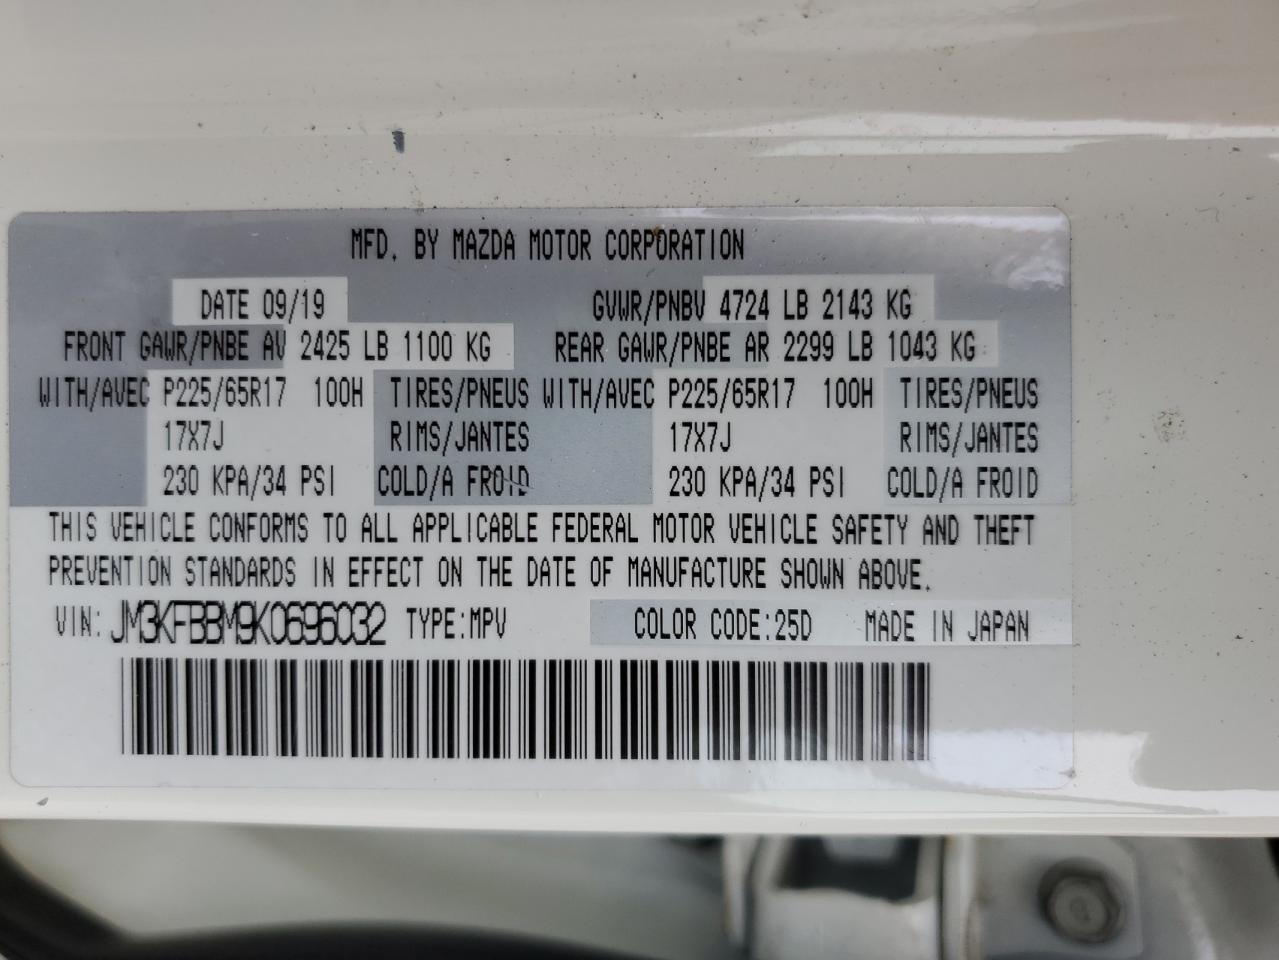 MFD. BY MAZDA MOTOR CORPORATION
DATE 09/19 GVWR/PNBV 4724 LB 2143 KG
FRONT GAWR/PNBE AV 2425 LB 1100 KG REAR GAWR/PNBE AR 2299 LB 1043 KG
WITH/AVEC P225/65R17 100H TIRES/PNEUS WITH/AVEC P225/65R17 100H TIRES/PNEUS
17X7J RIMS/JANTES 17X7J RIMS/JANTES
230 KPA/34 PSI COLD/A FROID 230 KPA/34 PSI COLD/A FROID
THIS VEHICLE CONFORMS TO ALL APPLICABLE FEDERAL MOTOR VEHICLE SAFETY AND THEFT
PREVENTION STANDARDS IN EFFECT ON THE DATE OF MANUFACTURE SHOWN ABOVE.
VIN: JM3KFBBM9K0696032 TYPE:MPV COLOR CODE:25D MADE IN JAPAN